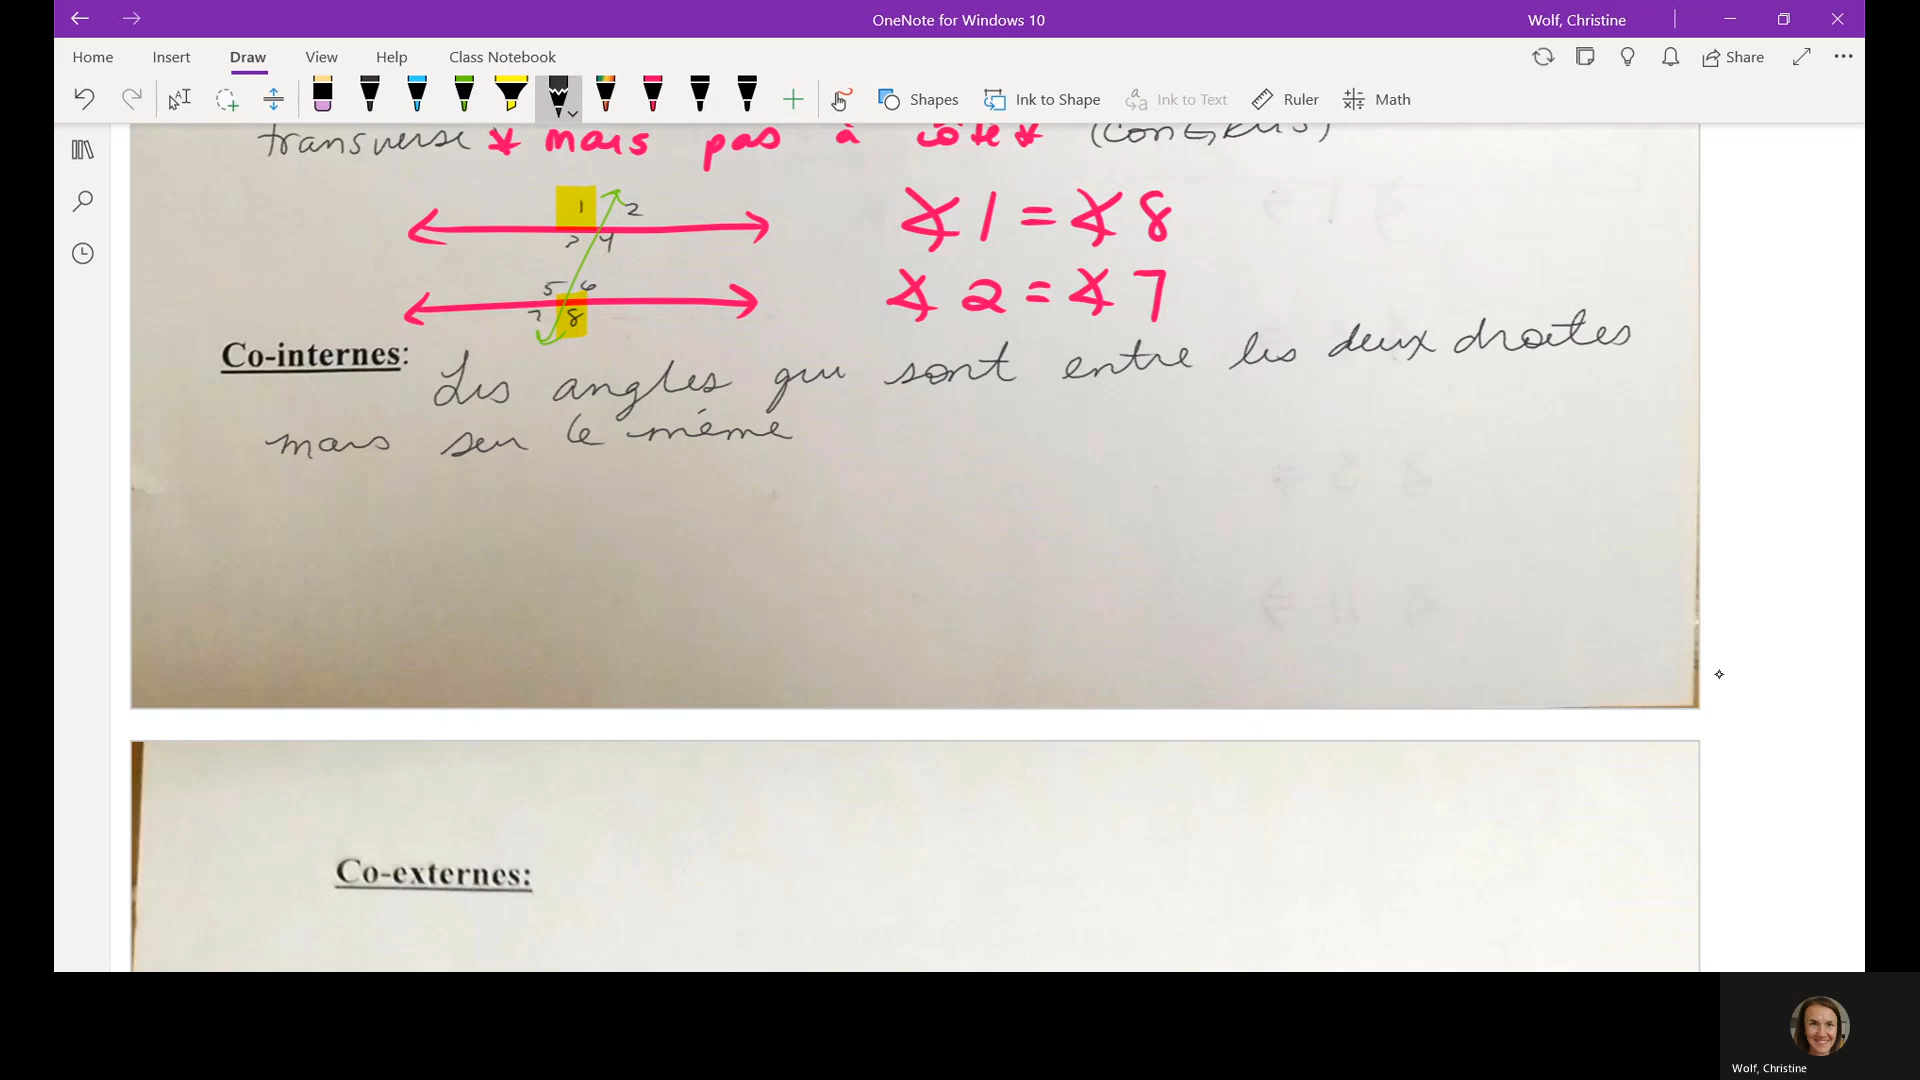 OneNote for Windows 10
Wolf, Christine
Home Insert Draw View Help Class Notebook
Share
Shapes Ink to Shape Ink to Text Ruler Math
transverse * mais pas à côté* (congrus)
1 2
3 4
5 6
7 8
∡ 1 = ∡ 8
∡ 2 = ∡ 7
Co-internes: Les angles qui sont entre les deux droites
mais sur le même
Co-externes:
Wolf, Christine